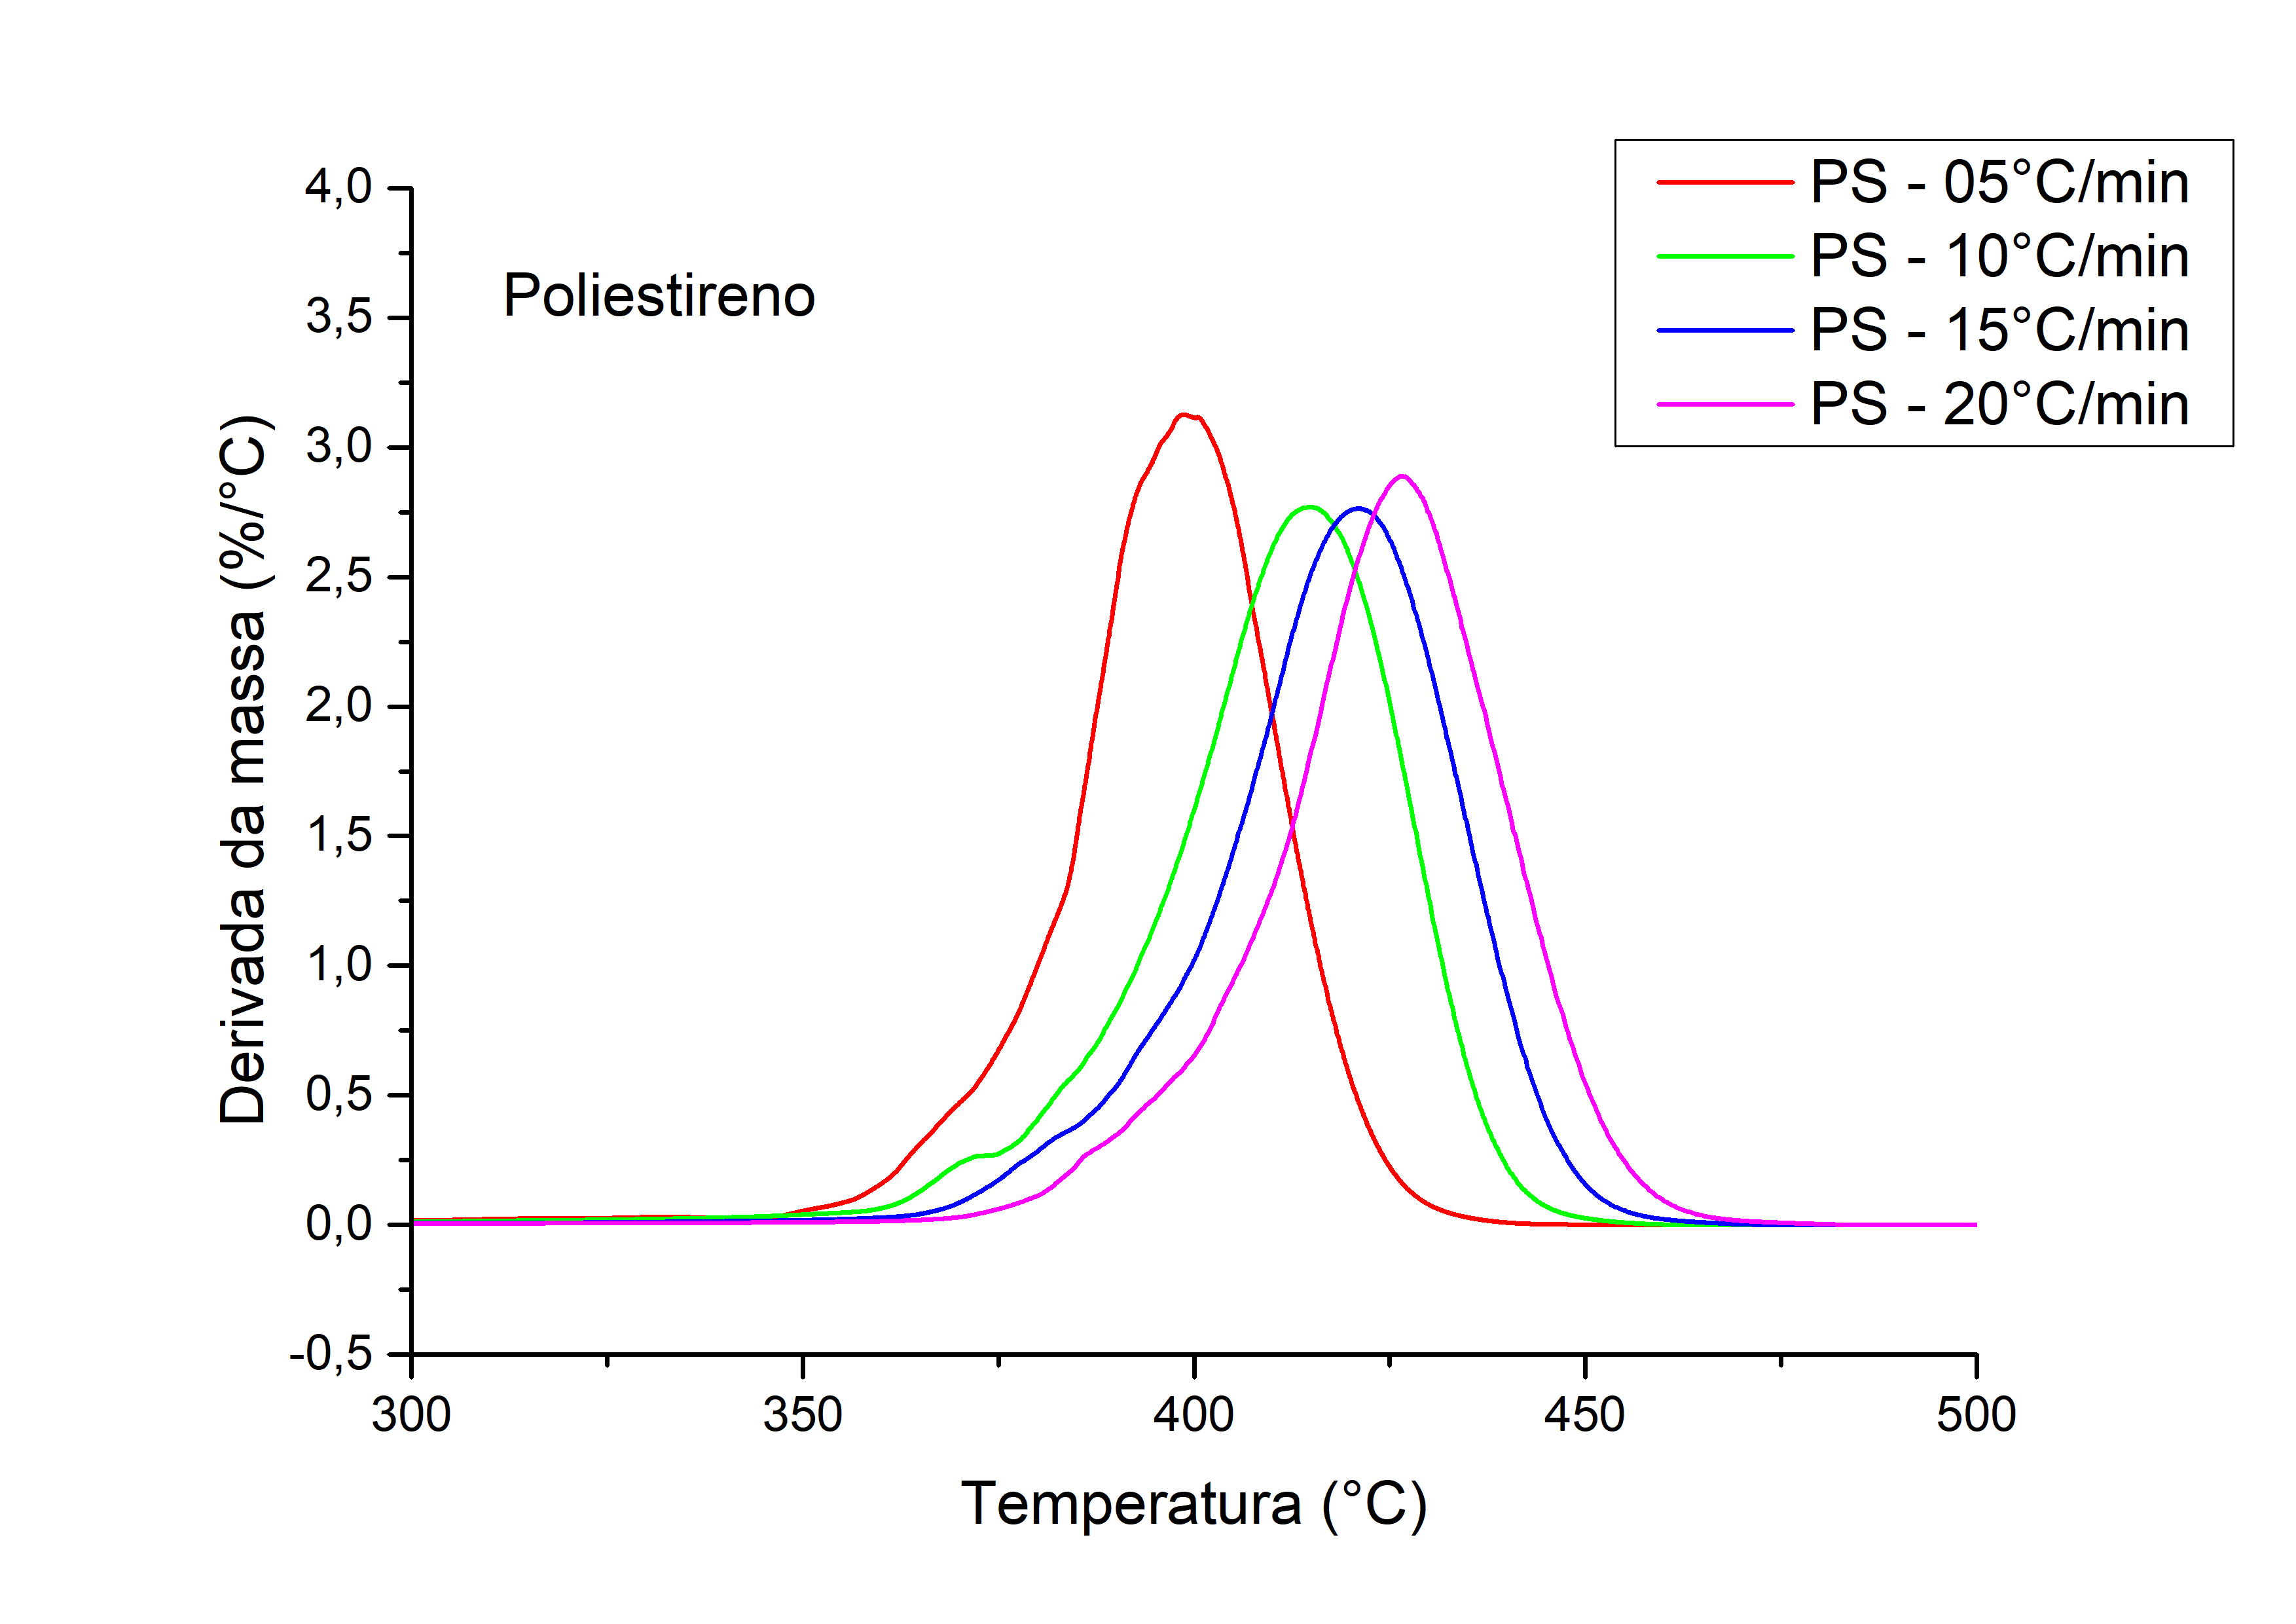 PS - 05°C/min
PS - 10°C/min
PS - 15°C/min
PS - 20°C/min
Poliestireno
Derivada da massa (%/°C)
4,0
3,5
3,0
2,5
2,0
1,5
1,0
0,5
0,0
-0,5
300 350 400 450 500
Temperatura (°C)